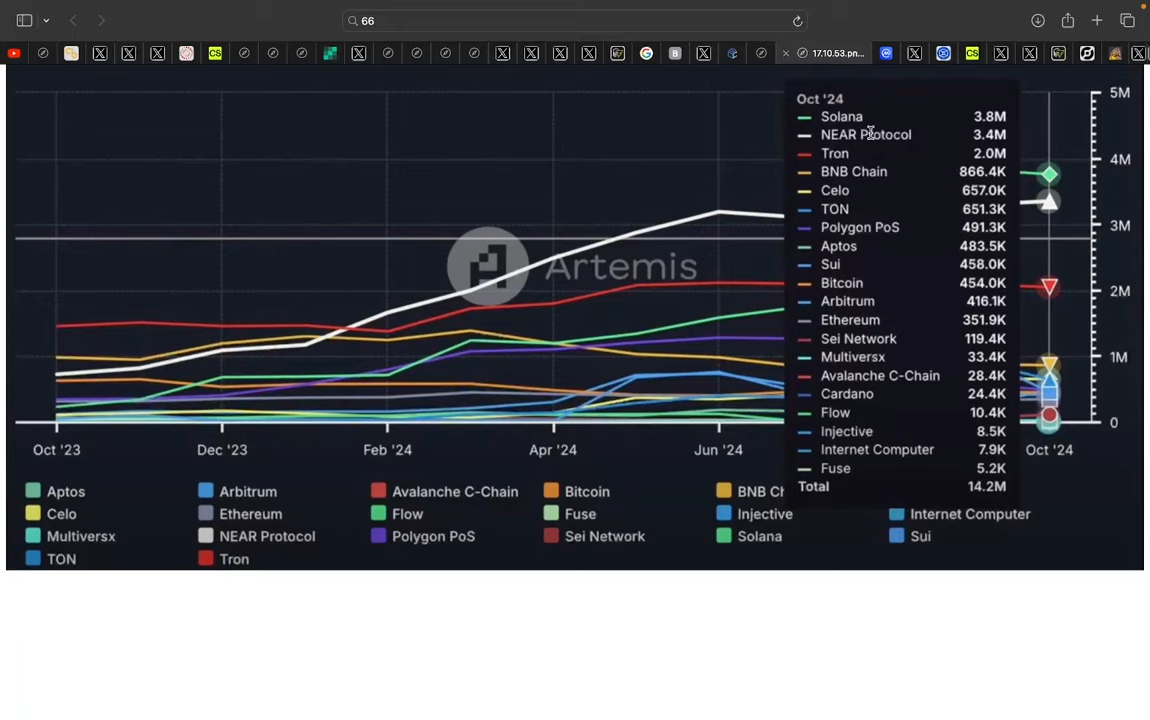 66
CS
17.10.53.pn...
B
CS
Oct '24
Solana 3.8M
NEAR Protocol 3.4M
Tron 2.0M
BNB Chain 866.4K
Celo 657.0K
TON 651.3K
Polygon PoS 491.3K
Aptos 483.5K
Sui 458.0K
Bitcoin 454.0K
Arbitrum 416.1K
Ethereum 351.9K
Sei Network 119.4K
Multiversx 33.4K
Avalanche C-Chain 28.4K
Cardano 24.4K
Flow 10.4K
Injective 8.5K
Internet Computer 7.9K
Fuse 5.2K
Total 14.2M
Artemis
5M
4M
3M
2M
1M
0
Oct '23 Dec '23 Feb '24 Apr '24 Jun '24 Oct '24
Aptos Arbitrum Avalanche C-Chain Bitcoin BNB Ch
Celo Ethereum Flow Fuse Injective Internet Computer
Multiversx NEAR Protocol Polygon PoS Sei Network Solana Sui
TON Tron